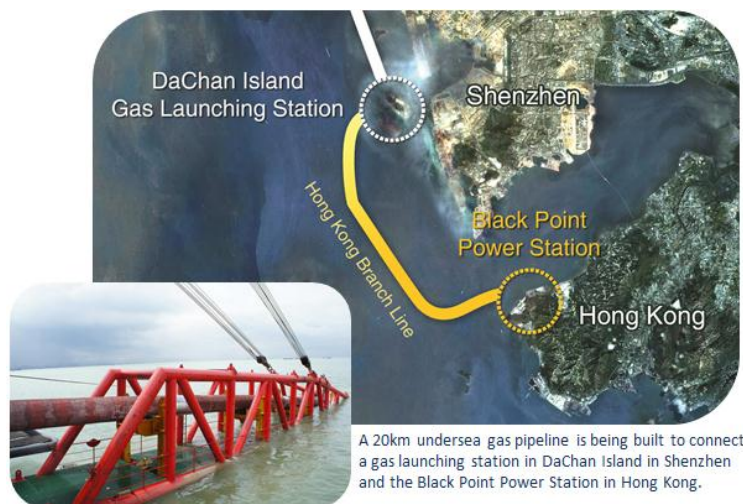 DaChan Island
Gas Launching Station
Shenzhen
Hong Kong Branch Line
Black Point
Power Station
Hong Kong
A 20km undersea gas pipeline is being built to connect
a gas launching station in DaChan Island in Shenzhen
and the Black Point Power Station in Hong Kong.